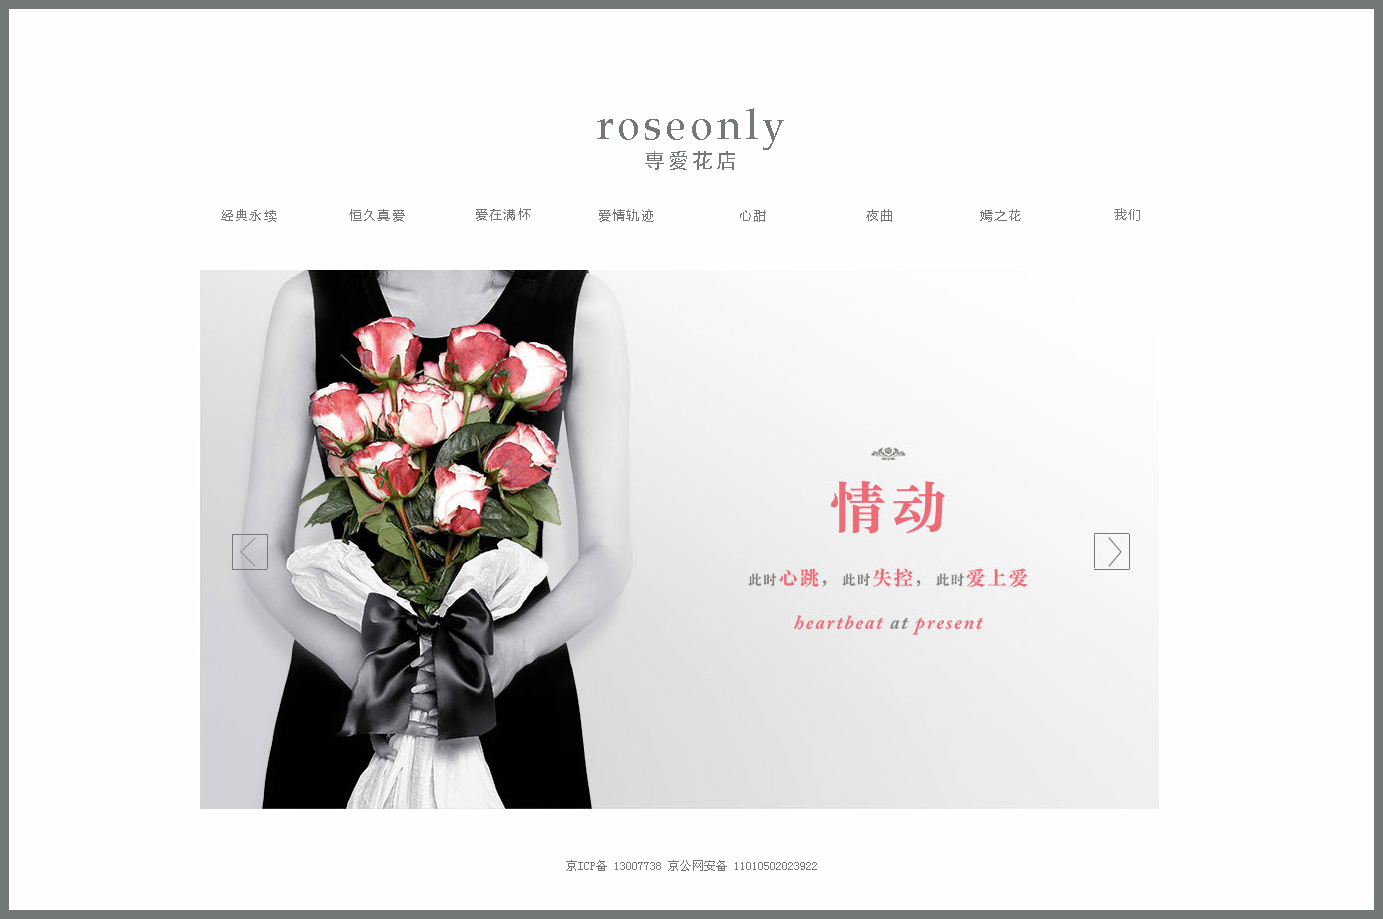 roseonly
専愛花店
经典永续 恒久真爱 爱在满怀 爱情轨迹 心甜 夜曲 嫣之花 我们
情动
此时心跳，此时失控，此时爱上爱
heartbeat at present
京ICP备 13007738 京公网安备 11010502023922